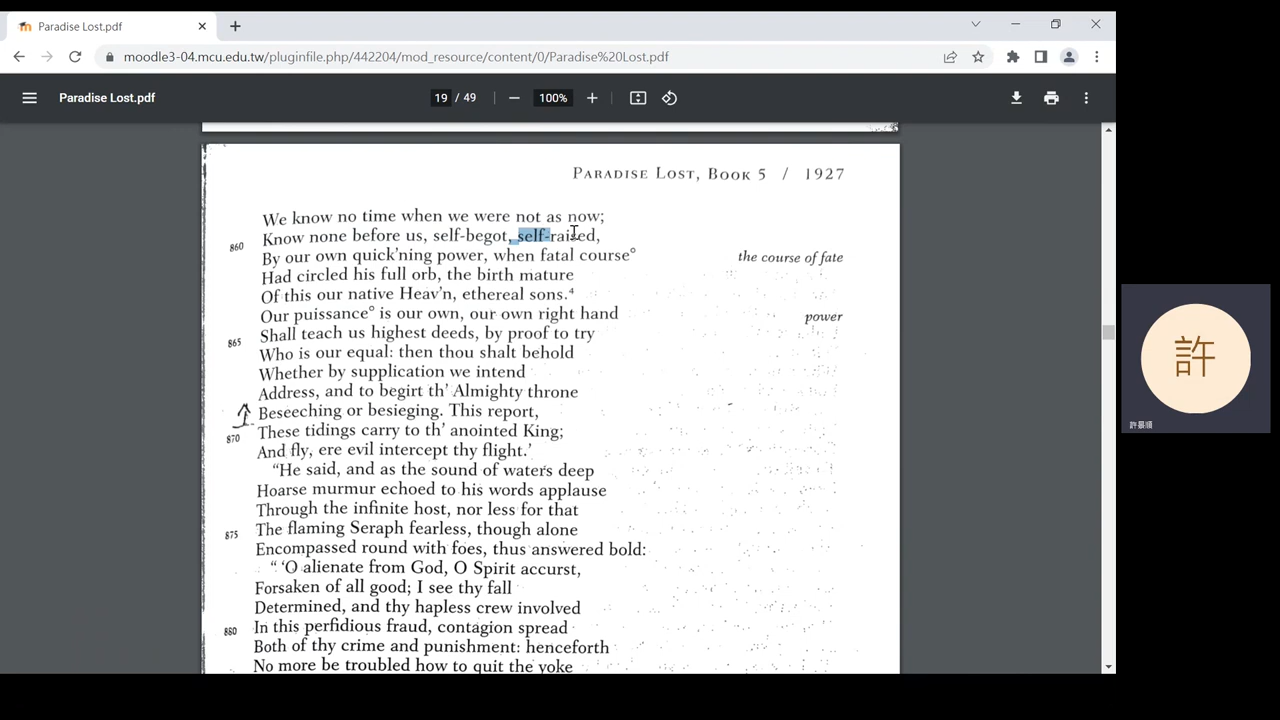 Paradise Lost.pdf
moodle3-04.mcu.edu.tw/pluginfile.php/442204/mod_resource/content/0/Paradise%20Lost.pdf
Paradise Lost.pdf
19 / 49
100%
PARADISE LOST, BOOK 5 / 1927
We know no time when we were not as now;
860 Know none before us, self-begot, self-raised,
By our own quick'ning power, when fatal course° the course of fate
Had circled his full orb, the birth mature
Of this our native Heav'n, ethereal sons.⁴
Our puissance° is our own, our own right hand power
865 Shall teach us highest deeds, by proof to try
Who is our equal: then thou shalt behold
Whether by supplication we intend
Address, and to begirt th' Almighty throne
Beseeching or besieging. This report,
870 These tidings carry to th' anointed King;
And fly, ere evil intercept thy flight.'
"He said, and as the sound of waters deep
Hoarse murmur echoed to his words applause
Through the infinite host, nor less for that
875 The flaming Seraph fearless, though alone
Encompassed round with foes, thus answered bold:
" 'O alienate from God, O Spirit accurst,
Forsaken of all good; I see thy fall
Determined, and thy hapless crew involved
880 In this perfidious fraud, contagion spread
Both of thy crime and punishment: henceforth
No more be troubled how to quit the yoke
許
許景順